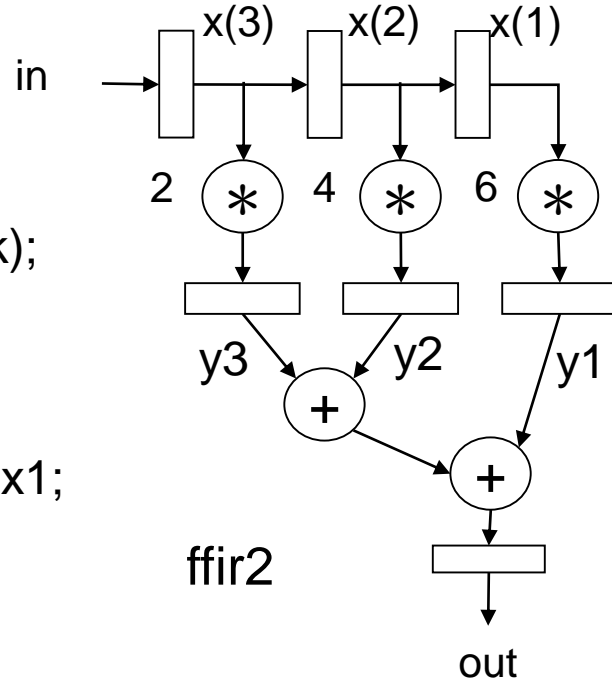 x(3) x(2) x(1)
in
2 * 4 * 6 *
k);
y3 y2 y1
+
x1; +
ffir2
out